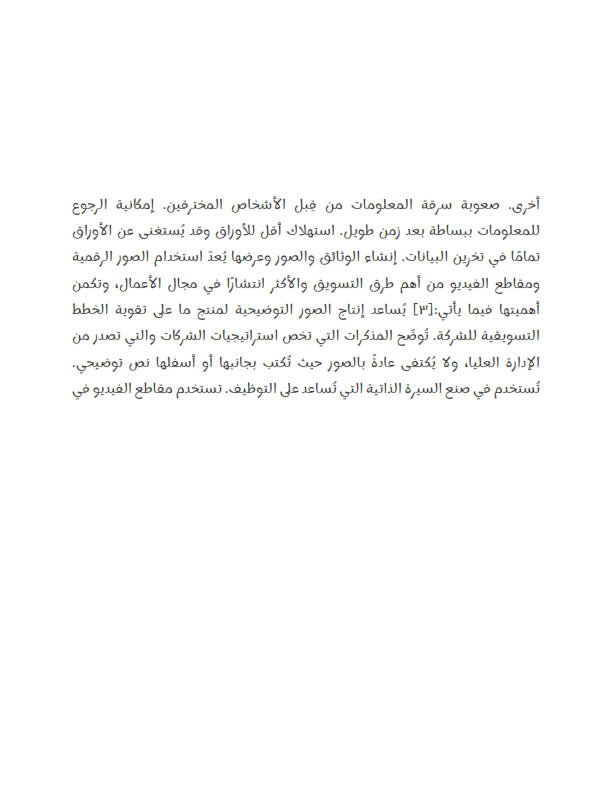 أخرى. صعوبة سرقة المعلومات من قِبل الأشخاص المخترقين. إمكانية الرجوع
للمعلومات ببساطة بعد زمن طويل. استهلاك أقل للأوراق وقد يُستغنى عن الأوراق
تمامًا في تخزين البيانات. إنشاء الوثائق والصور وعرضها يُعدّ استخدام الصور الرقمية
ومقاطع الفيديو من أهم طرق التسويق والأكثر انتشارًا في مجال الأعمال، وتكمن
أهميتها فيما يأتي:[٣] يُساعد إنتاج الصور التوضيحية لمنتج ما على تقوية الخطط
التسويقية للشركة. تُوضّح المذكرات التي تخص استراتيجيات الشركات والتي تصدر من
الإدارة العليا، ولا يُكتفى عادةً بالصور حيث تُكتب بجانبها أو أسفلها نص توضيحي.
تُستخدم في صنع السيرة الذاتية التي تُساعد على التوظيف. تستخدم مقاطع الفيديو في